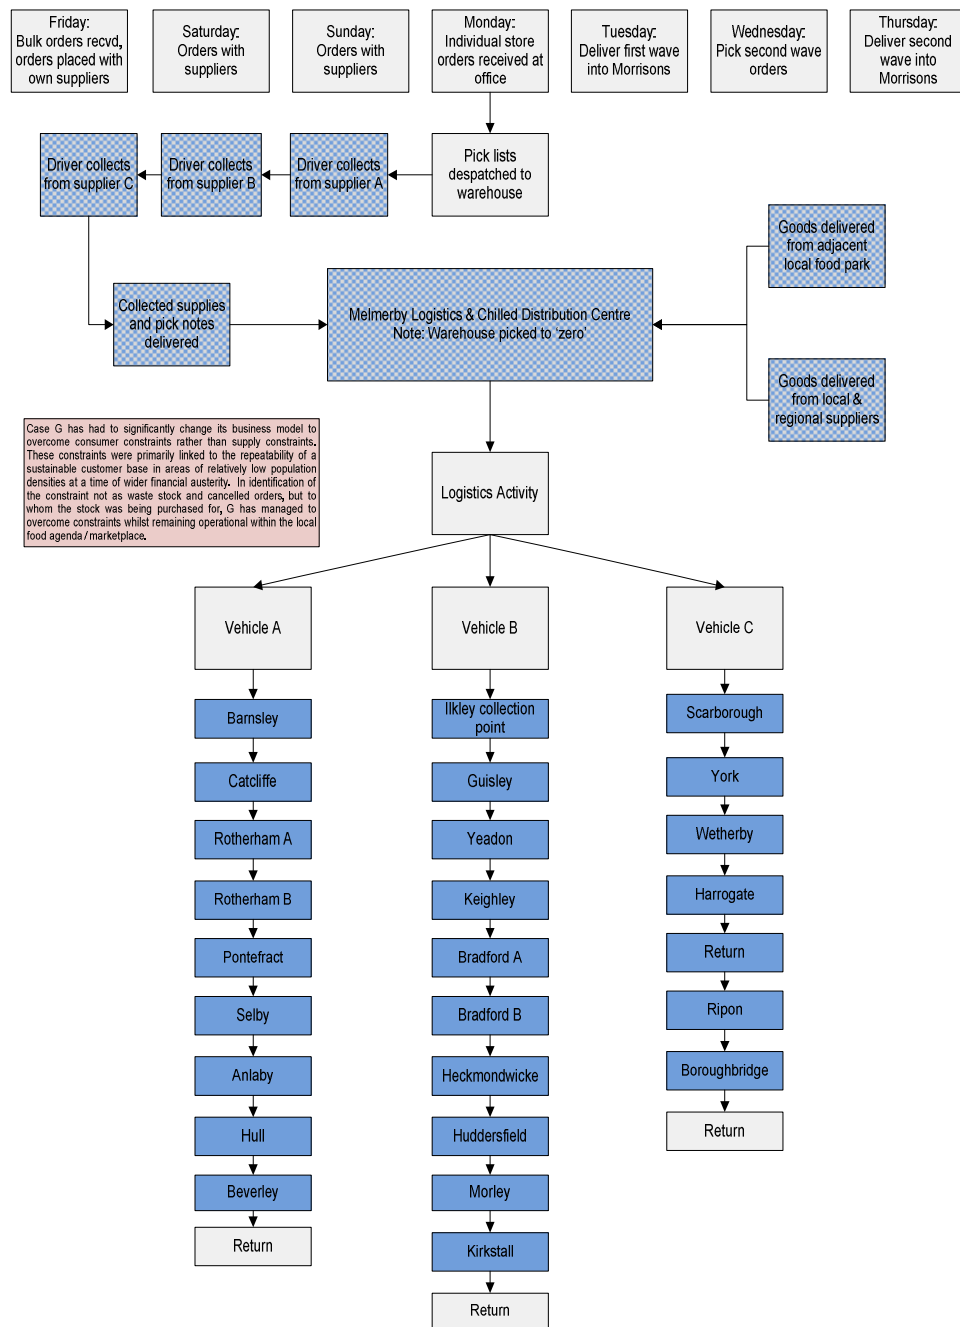 Friday:
Bulk orders recvd,
orders placed with
own suppliers
Saturday:
Orders with
suppliers
Sunday:
Orders with
suppliers
Monday:
Individual store
orders received at
office
Tuesday:
Deliver first wave
into Morrisons
Wednesday:
Pick second wave
orders
Thursday:
Deliver second
wave into
Morrisons
Driver collects
from supplier C
Driver collects
from supplier B
Driver collects
from supplier A
Pick lists
despatched to
warehouse
Goods delivered
from adjacent
local food park
Collected supplies
and pick notes
delivered
Melmerby Logistics & Chilled Distribution Centre
Note: Warehouse picked to ‘zero’
Goods delivered
from local &
regional suppliers
Case G has had to significantly change its business model to
overcome consumer constraints rather than supply constraints.
These constraints were primarily linked to the repeatability of a
sustainable customer base in areas of relatively low population
densities at a time of wider financial austerity. In identification
of the constraint not as waste stock and cancelled orders, but to
whom the stock was being purchased for, G has managed to
overcome constraints whilst remaining operational within the local
food agenda / marketplace.
Logistics Activity
Vehicle A
Vehicle B
Vehicle C
Barnsley
Catcliffe
Rotherham A
Rotherham B
Pontefract
Selby
Anlaby
Hull
Beverley
Return
Ilkley collection
point
Guisley
Yeadon
Keighley
Bradford A
Bradford B
Heckmondwicke
Huddersfield
Morley
Kirkstall
Return
Scarborough
York
Wetherby
Harrogate
Return
Ripon
Boroughbridge
Return